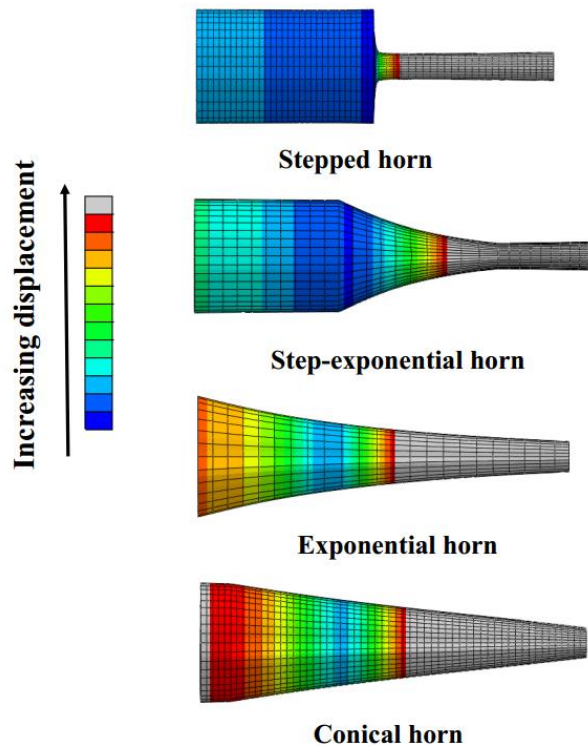 Stepped horn
Increasing displacement
Step-exponential horn
Exponential horn
Conical horn